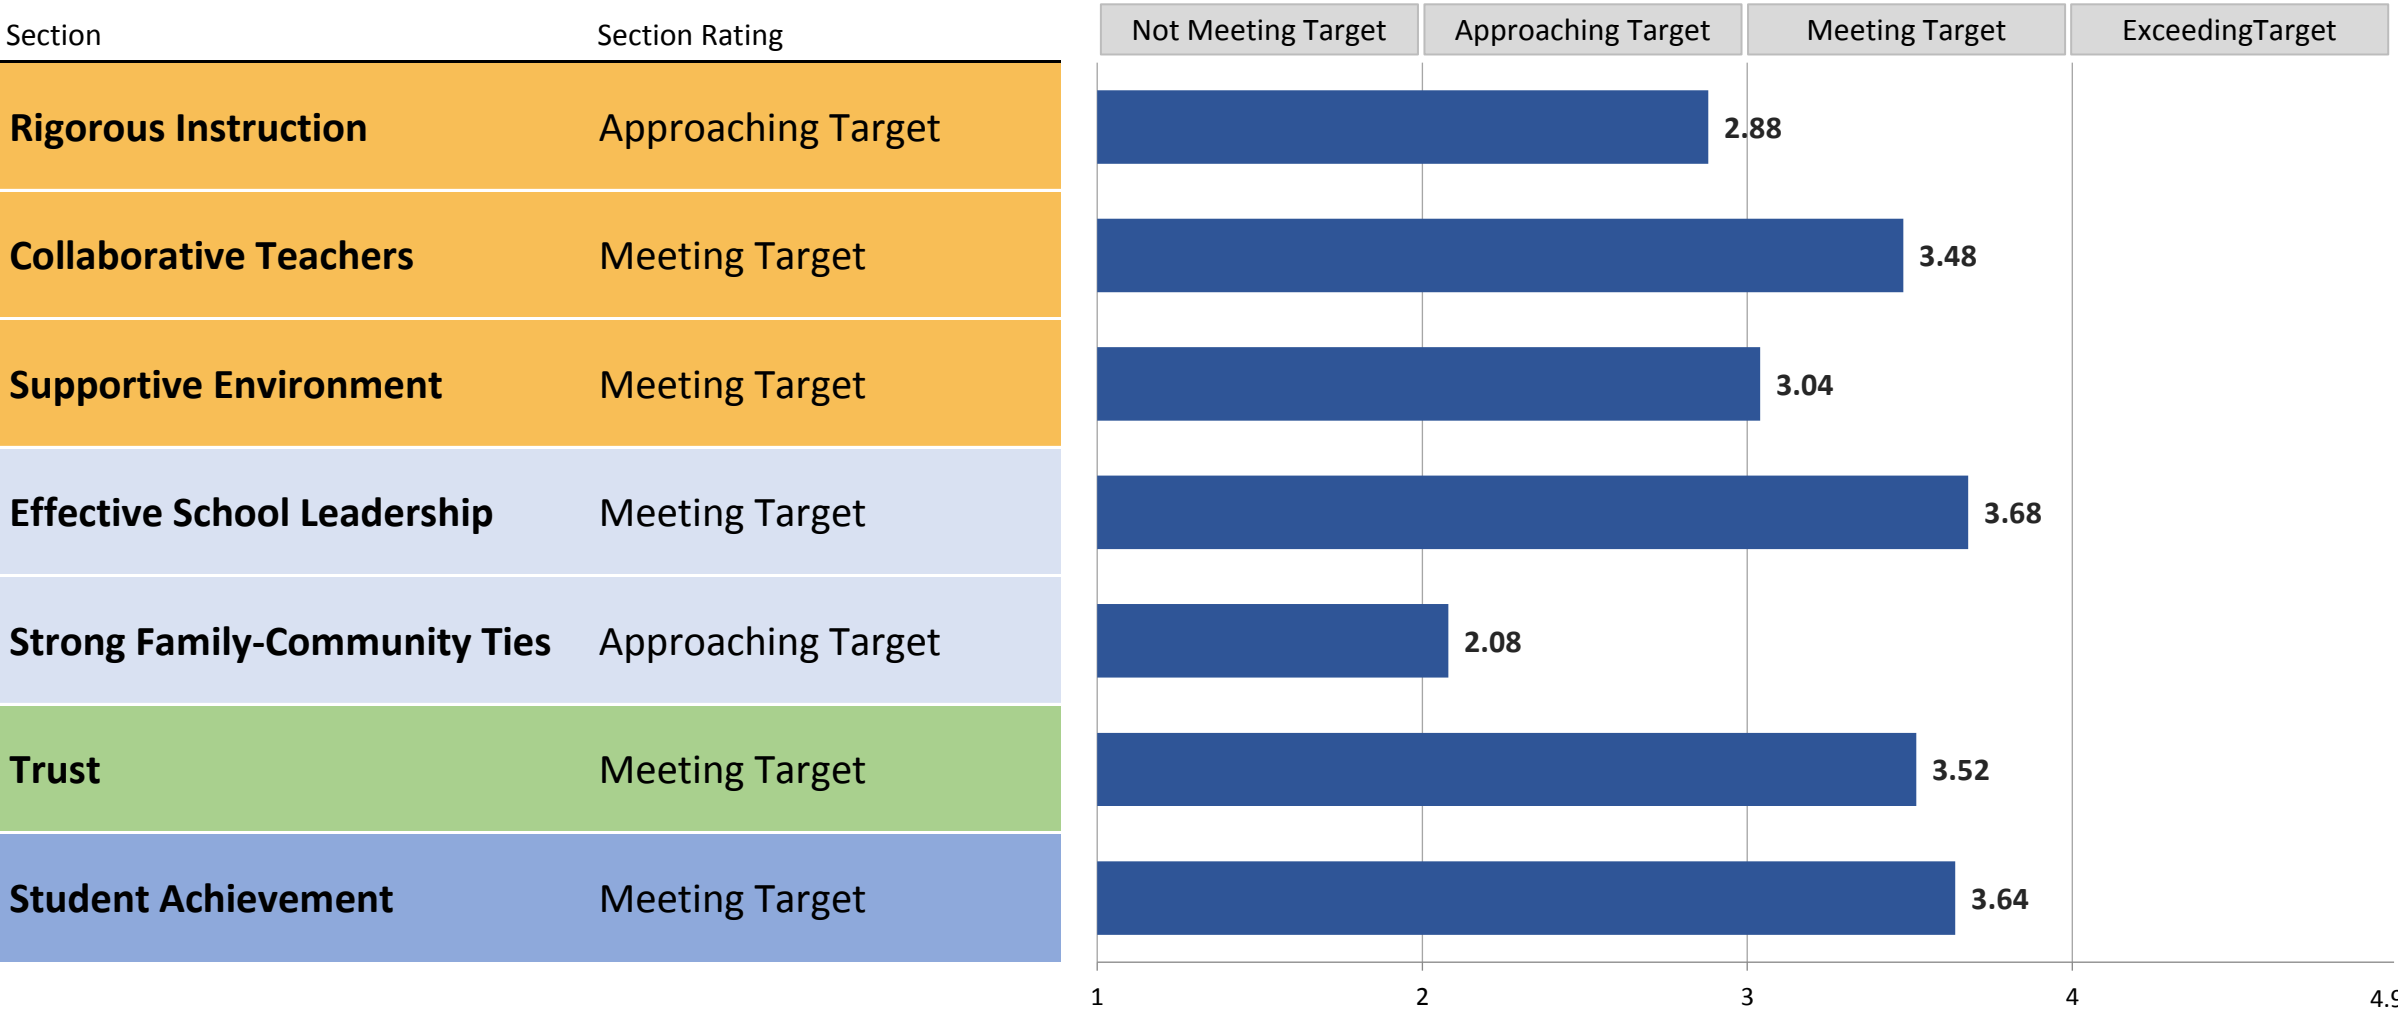 Section Section Rating Not Meeting Target Approaching Target Meeting Target ExceedingTarget
Rigorous Instruction Approaching Target 2.88
Collaborative Teachers Meeting Target 3.48
Supportive Environment Meeting Target 3.04
Effective School Leadership Meeting Target 3.68
Strong Family-Community Ties Approaching Target 2.08
Trust Meeting Target 3.52
Student Achievement Meeting Target 3.64
1 2 3 4 4.9